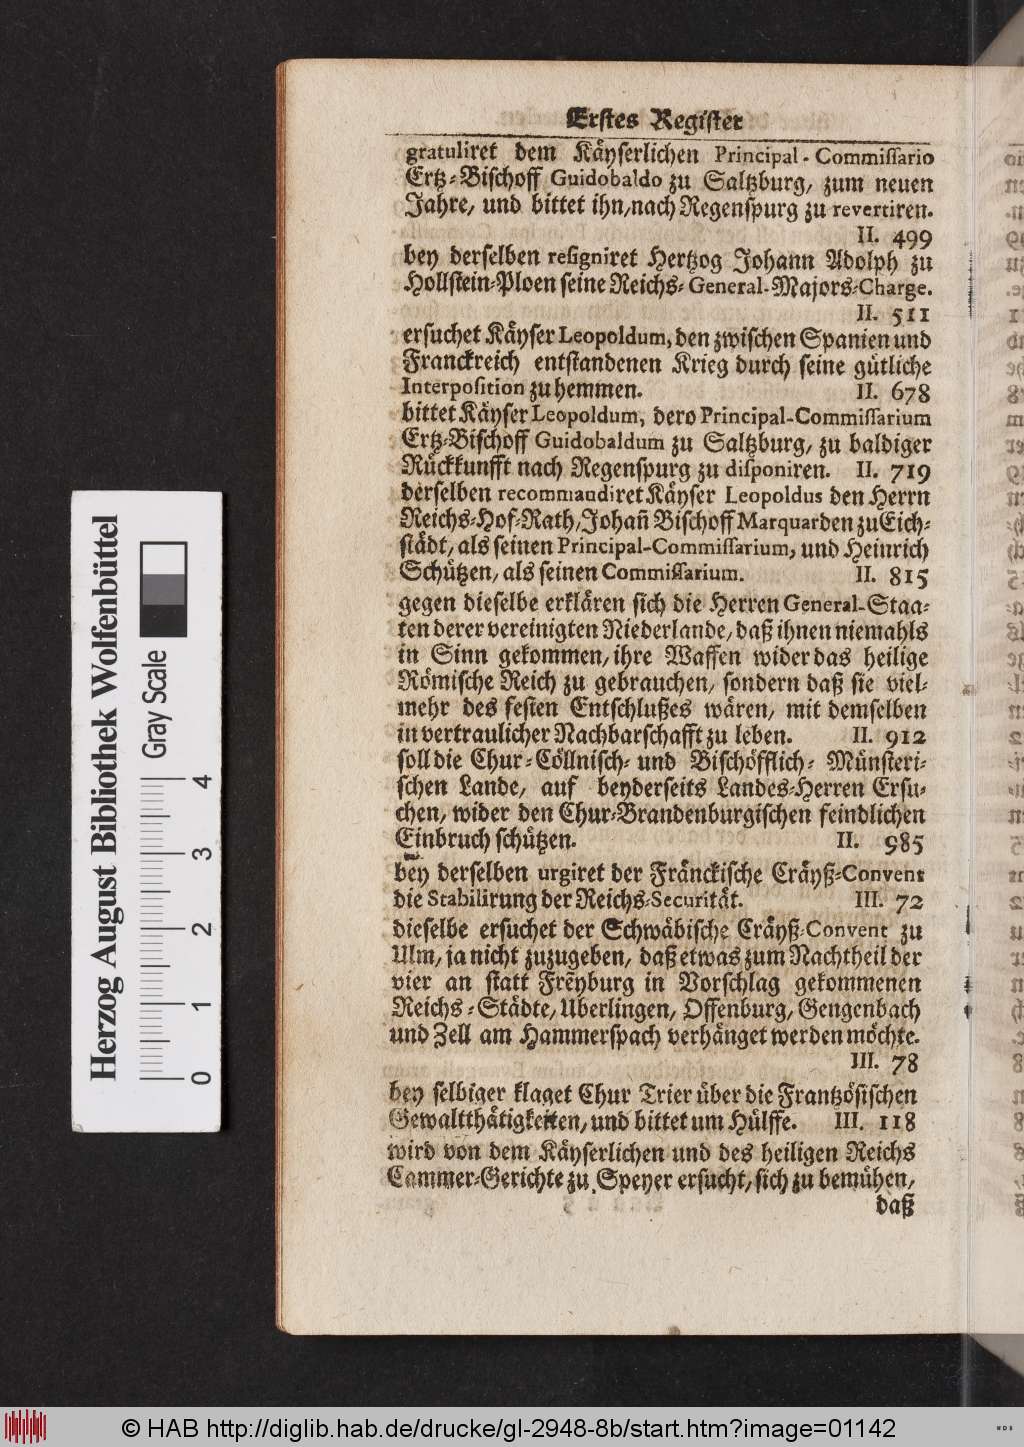 Erstes Register
gratuliret dem Käyserlichen Principal-Commissario
Ertz-Bischoff Guidobaldo zu Saltzburg, zum neuen
Jahre, und bittet ihn, nach Regenspurg zu revertiren.
II. 499
bey derselben resigniret Hertzog Johann Adolph zu
Hollstein-Ploen seine Reichs-General-Majors-Charge.
II. 511
ersuchet Käyser Leopoldum, den zwischen Spanien und
Franckreich entstandenen Krieg durch seine gütliche
Interposition zu hemmen. II. 678
bittet Käyser Leopoldum, dero Principal-Commissarium
Ertz-Bischoff Guidobaldum zu Saltzburg, zu baldiger
Rückkunfft nach Regenspurg zu disponiren. II. 719
derselben recommandiret Käyser Leopoldus den Herrn
Reichs-Hof-Rath, Johañ Bischoff Marquarden zu Eich-
städt, als seinen Principal-Commissarium, und Heinrich
Schützen, als seinen Commissarium. II. 815
gegen dieselbe erklären sich die Herren General-Staa-
ten derer vereinigten Niederlande, daß ihnen niemahls
in Sinn gekommen, ihre Waffen wider das heilige
Römische Reich zu gebrauchen, sondern daß sie viel-
mehr des festen Entschlußes wären, mit demselben
in vertraulicher Nachbarschafft zu leben. II. 912
soll die Chur-Cöllnisch- und Bischöfflich-Münsteri-
schen Lande, auf beyderseits Landes-Herren Ersu-
chen, wider den Chur-Brandenburgischen feindlichen
Einbruch schützen. II. 985
bey derselben urgiret der Fränckische Cräyß-Convent
die Stabilirung der Reichs-Securität. III. 72
dieselbe ersuchet der Schwäbische Cräyß-Convent zu
Ulm, ja nicht zuzugeben, daß etwas zum Nachtheil der
vier an statt Frẽyburg in Vorschlag gekommenen
Reichs-Städte, Uberlingen, Offenburg, Gengenbach
und Zell am Hammerspach verhänget werden möchte.
III. 78
bey selbiger klaget Chur Trier über die Frantzösischen
Gewaltthätigkeiten, und bittet um Hülffe. III. 118
wird von dem Käyserlichen und des heiligen Reichs
Cammer-Gerichte zu Speyer ersucht, sich zu bemühen,
daß
Herzog August Bibliothek Wolfenbüttel
Gray Scale
0 1 2 3 4
© HAB http://diglib.hab.de/drucke/gl-2948-8b/start.htm?image=01142